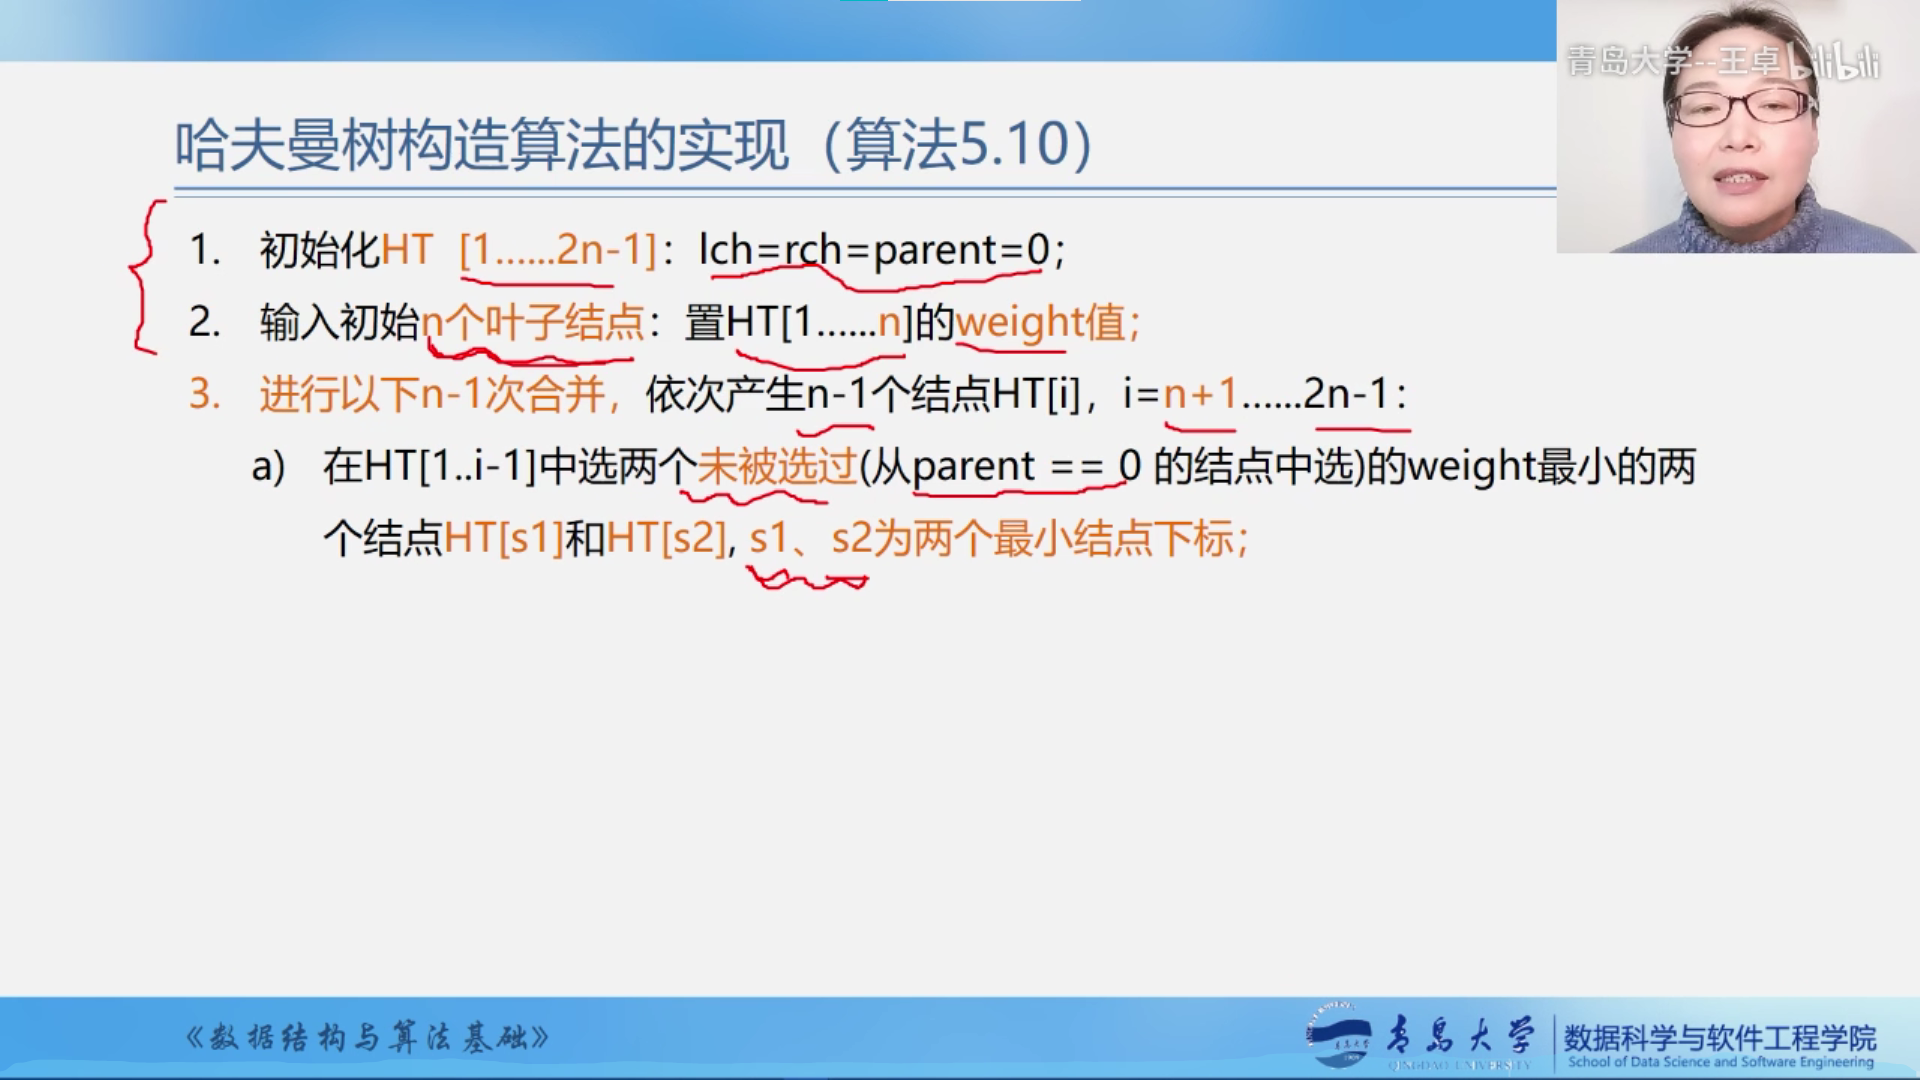 青岛大学--王卓 bilibili
哈夫曼树构造算法的实现（算法5.10）
1. 初始化HT [1......2n-1]：lch=rch=parent=0；
2. 输入初始n个叶子结点：置HT[1......n]的weight值；
3. 进行以下n-1次合并，依次产生n-1个结点HT[i]，i=n+1......2n-1：
a) 在HT[1..i-1]中选两个未被选过(从parent == 0 的结点中选)的weight最小的两
个结点HT[s1]和HT[s2], s1、s2为两个最小结点下标；
《数据结构与算法基础》
青岛大学
QINGDAO UNIVERSITY
数据科学与软件工程学院
School of Data Science and Software Engineering